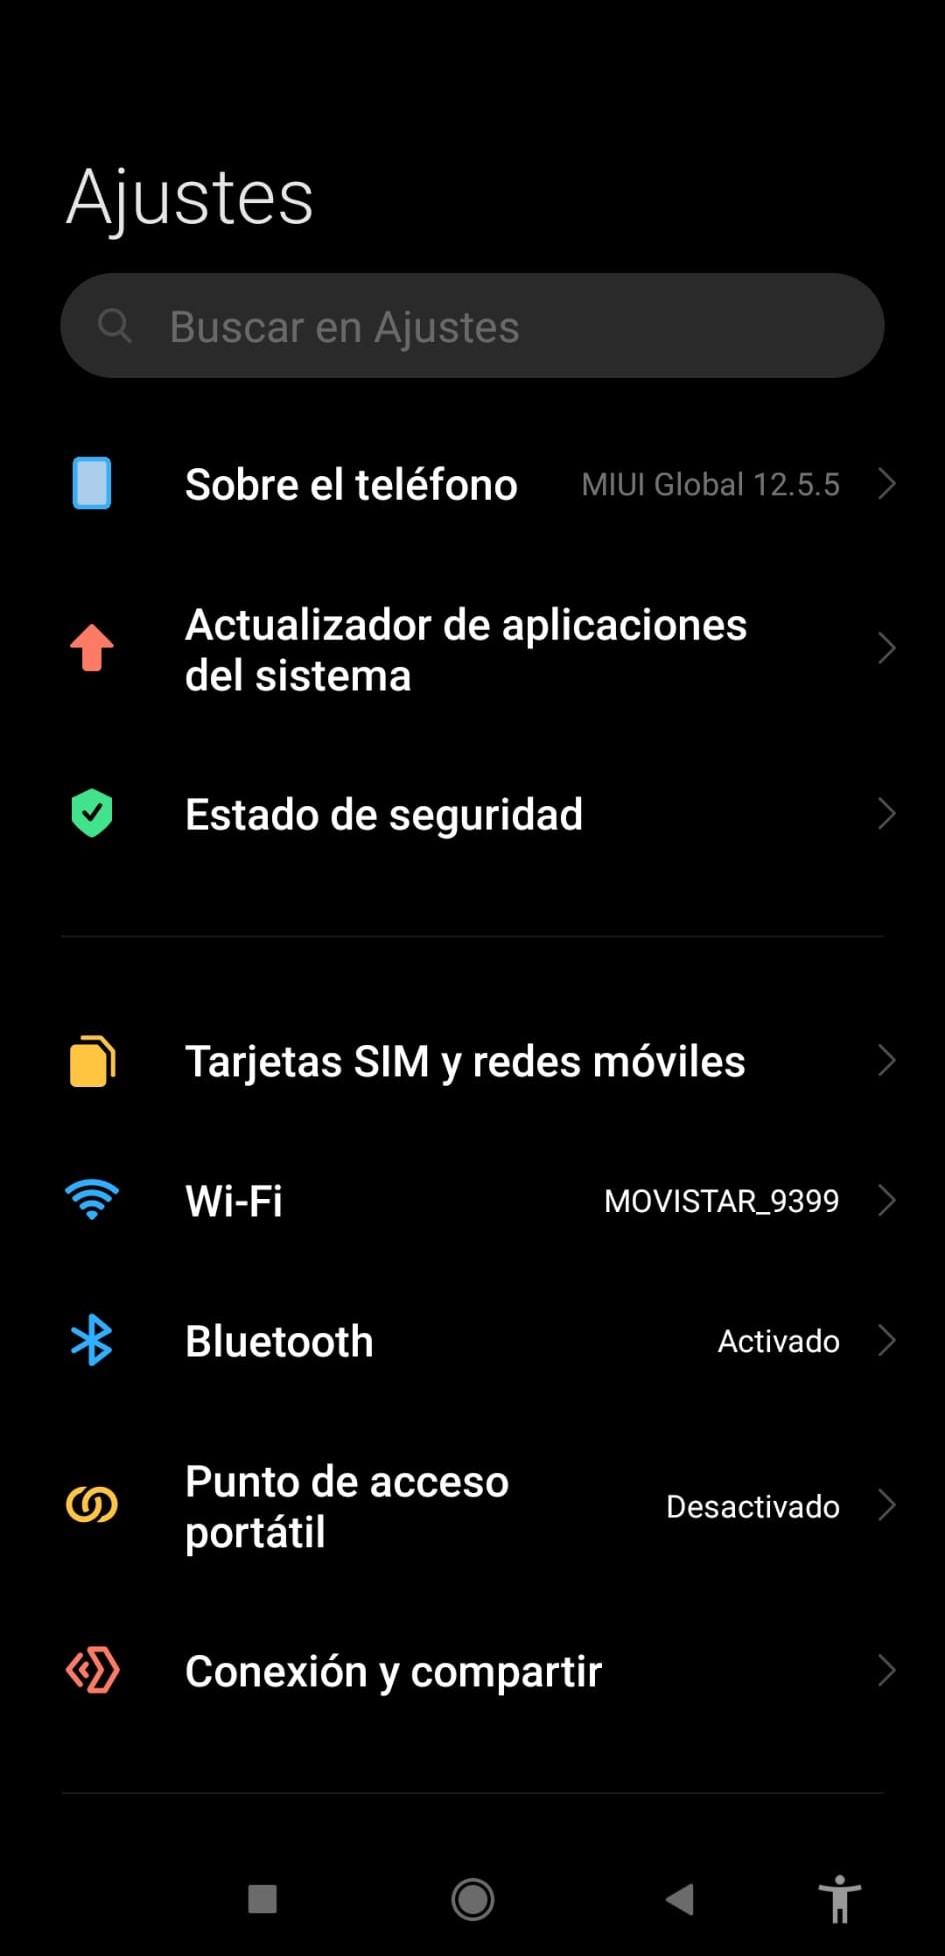 Ajustes
Buscar en Ajustes
Sobre el teléfono MIUI Global 12.5.5
Actualizador de aplicaciones
del sistema
Estado de seguridad
Tarjetas SIM y redes móviles
Wi-Fi MOVISTAR_9399
Bluetooth Activado
Punto de acceso
portátil Desactivado
Conexión y compartir